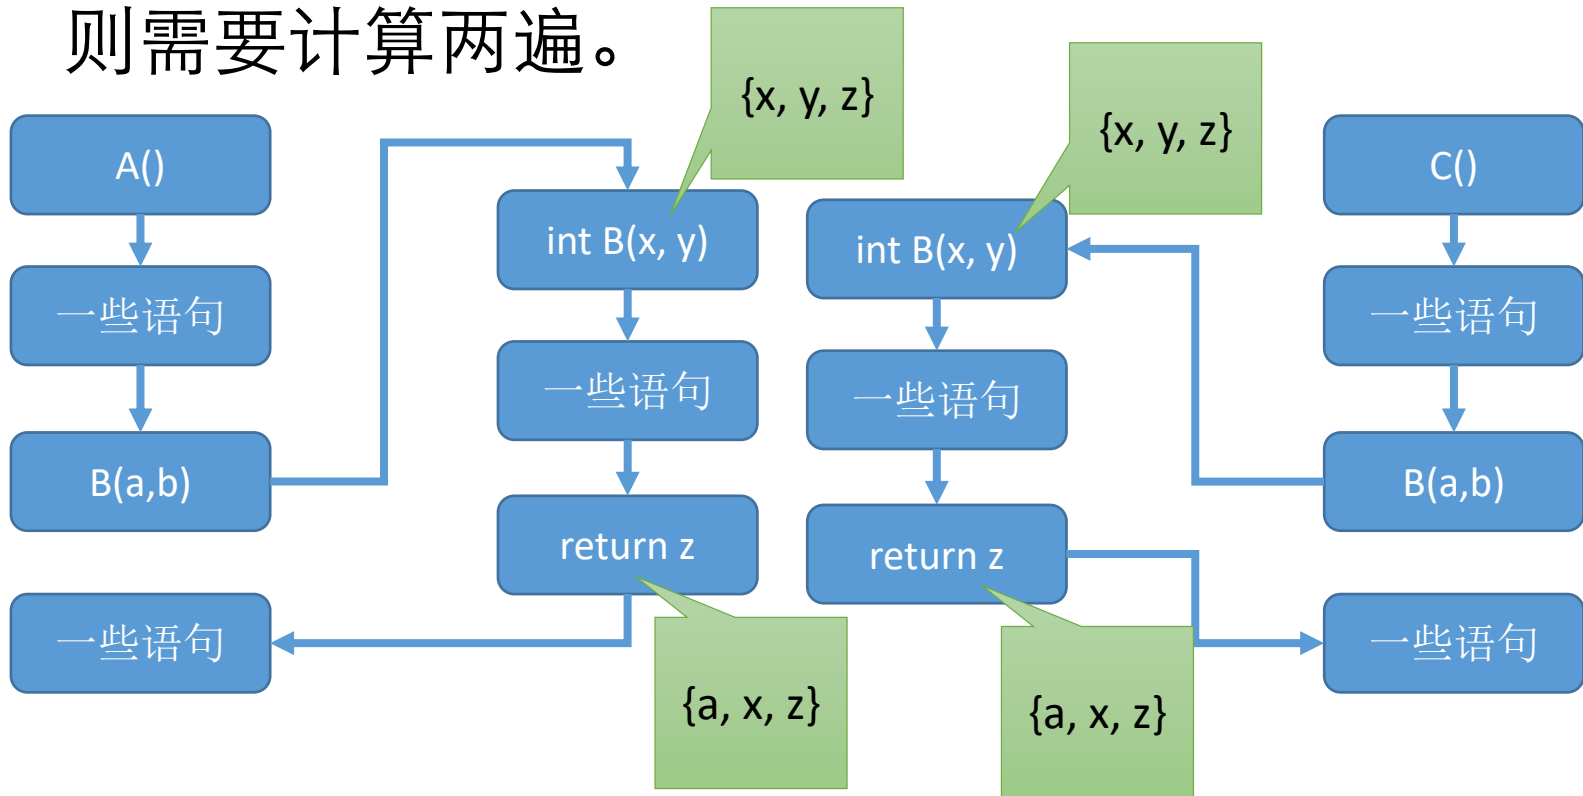 则需要计算两遍。
A()
一些语句
B(a,b)
一些语句
{x, y, z}
int B(x, y)
一些语句
return z
{a, x, z}
{x, y, z}
int B(x, y)
一些语句
return z
{a, x, z}
C()
一些语句
B(a,b)
一些语句